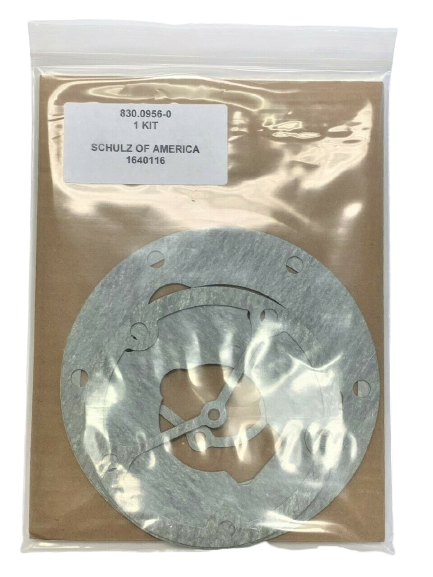 830.0956-0
1 KIT
SCHULZ OF AMERICA
1640116